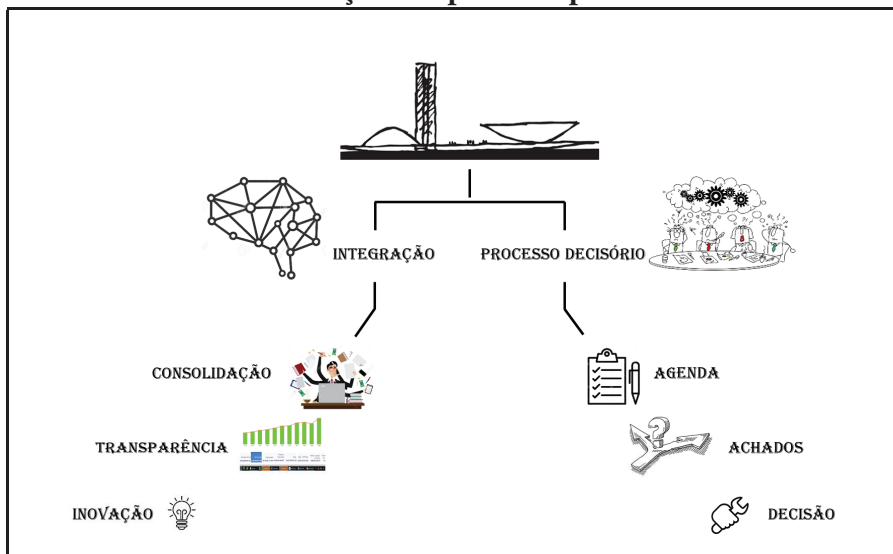 INTEGRAÇÃO
PROCESSO DECISÓRIO
CONSOLIDAÇÃO
AGENDA
TRANSPARÊNCIA
ACHADOS
INOVAÇÃO
DECISÃO